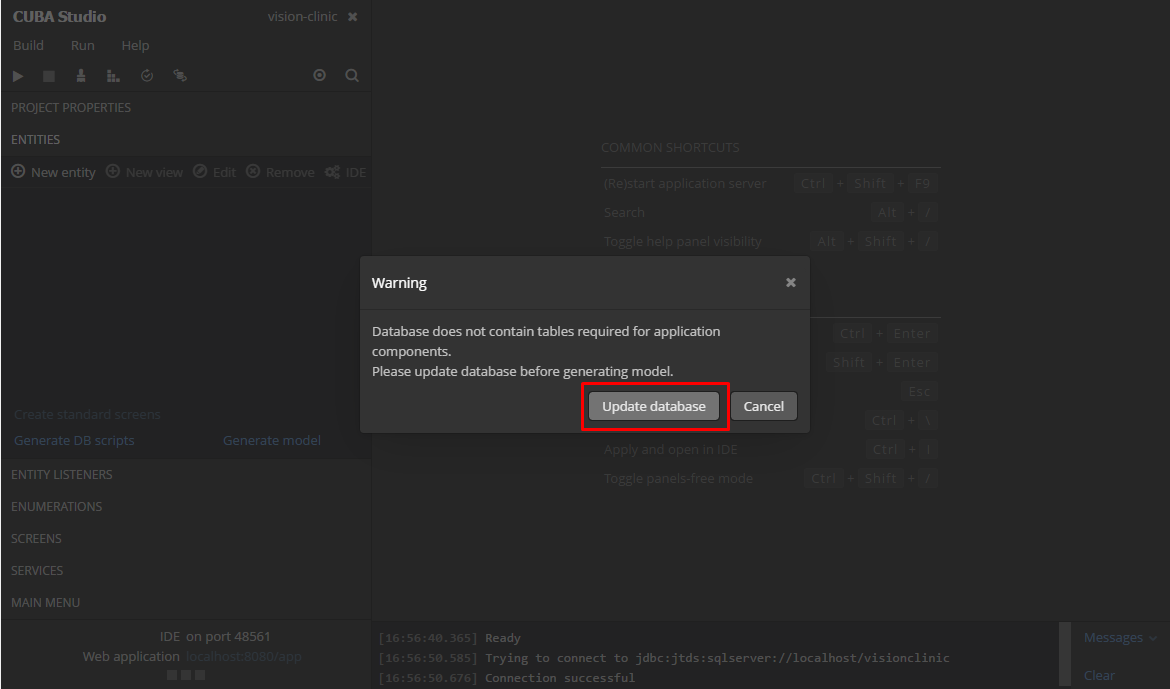 CUBA Studio vision-clinic ✖
Build Run Help
PROJECT PROPERTIES
ENTITIES
New entity New view Edit Remove IDE
Create standard screens
Generate DB scripts Generate model
ENTITY LISTENERS
ENUMERATIONS
SCREENS
SERVICES
MAIN MENU
IDE on port 48561
Web application localhost:8080/app
COMMON SHORTCUTS
(Re)start application server Ctrl + Shift + F9
Search Alt + /
Toggle help panel visibility Alt + Shift + /
Warning ✖
Database does not contain tables required for application
components.
Please update database before generating model.
Update database Cancel
Ctrl + Enter
Shift + Enter
Esc
Ctrl + \
Apply and open in IDE Ctrl + I
Toggle panels-free mode Ctrl + Shift + /
[16:56:40.365] Ready
[16:56:50.585] Trying to connect to jdbc:jtds:sqlserver://localhost/visionclinic
[16:56:50.676] Connection successful
Messages
Clear